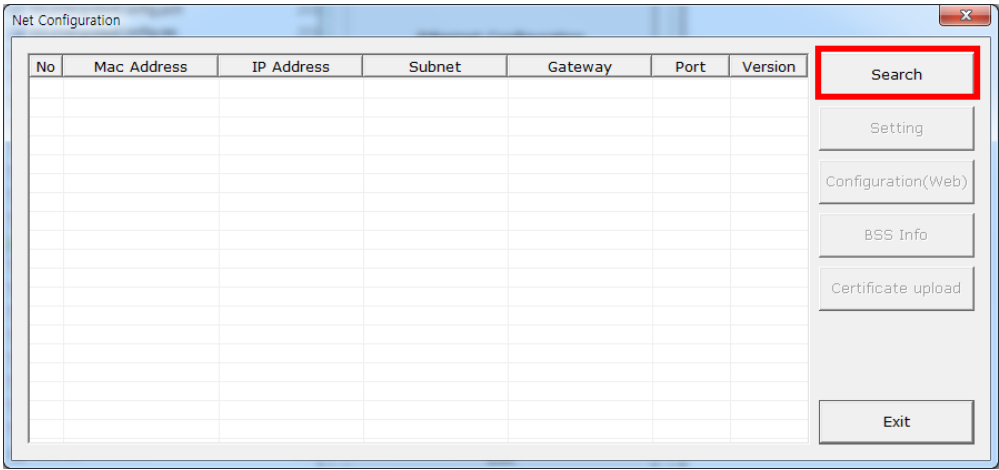 Net Configuration
No Mac Address IP Address Subnet Gateway Port Version
Search
Setting
Configuration(Web)
BSS Info
Certificate upload
Exit